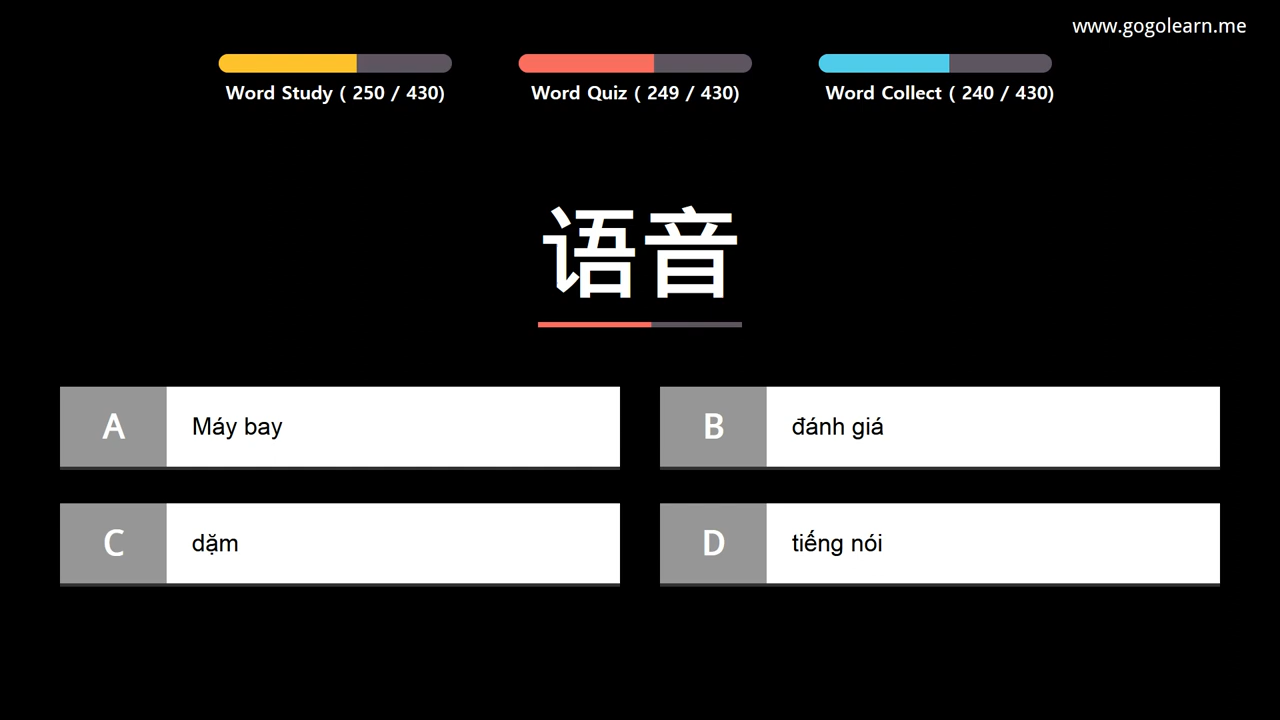 www.gogolearn.me
Word Study ( 250 / 430)
Word Quiz ( 249 / 430)
Word Collect ( 240 / 430)
语音
A Máy bay
B đánh giá
C dặm
D tiếng nói